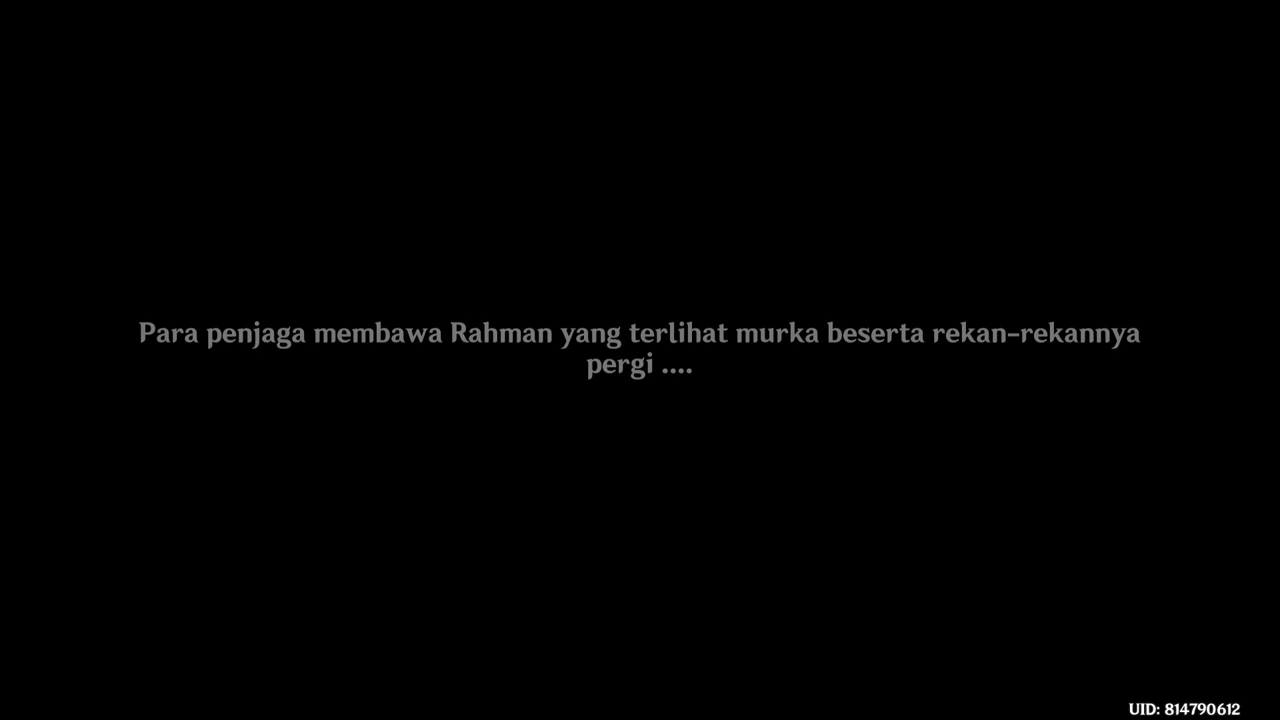 Para penjaga membawa Rahman yang terlihat murka beserta rekan-rekannya
pergi ....
UID: 814790612